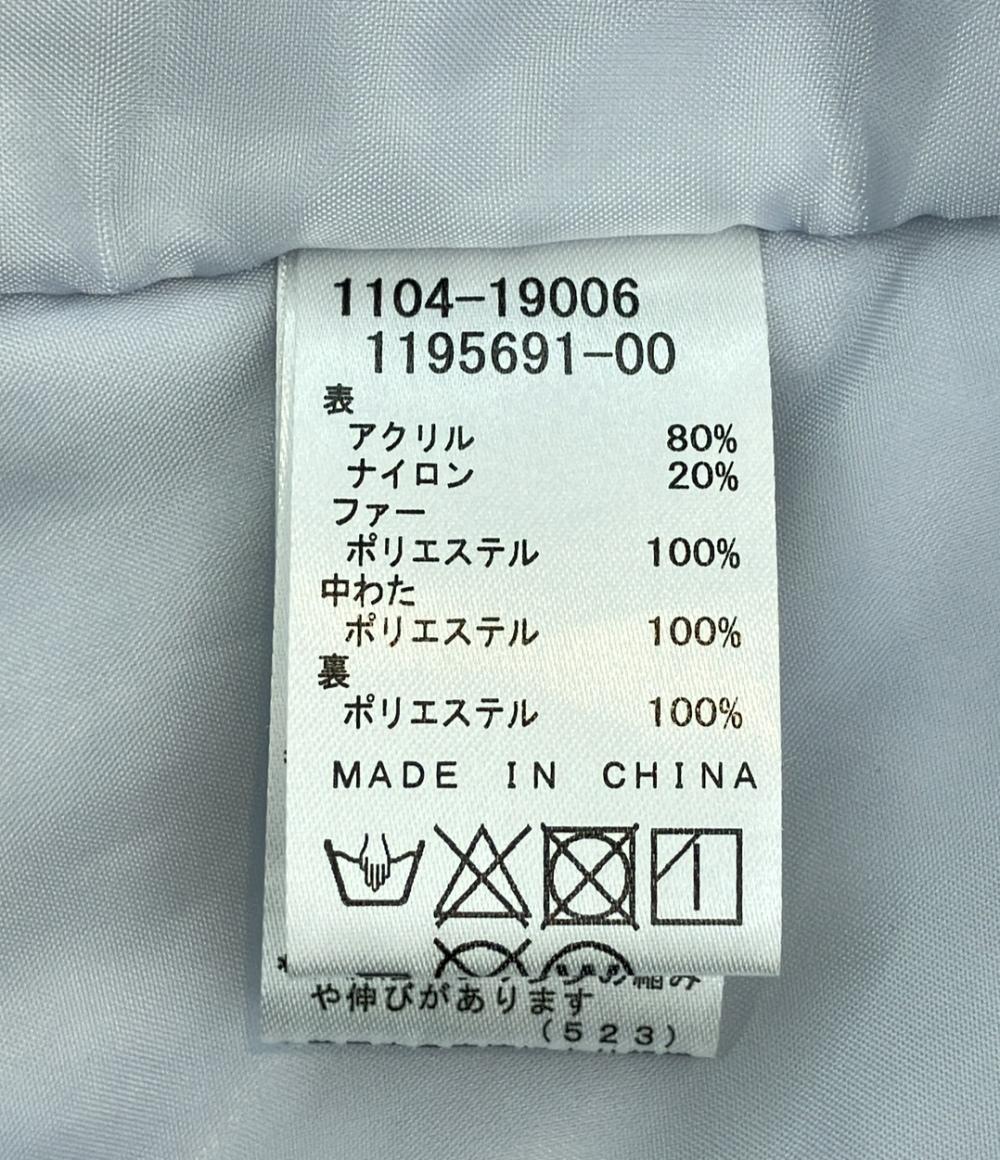 1104-19006
1195691-00
表
アクリル 80%
ナイロン 20%
ファー
ポリエステル 100%
中わた
ポリエステル 100%
裏
ポリエステル 100%
MADE IN CHINA
や伸びがあります
(523)